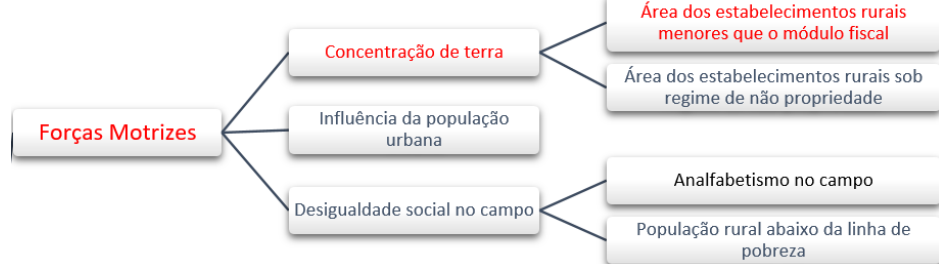 Forças Motrizes
Concentração de terra
Área dos estabelecimentos rurais
menores que o módulo fiscal
Área dos estabelecimentos rurais sob
regime de não propriedade
Influência da população
urbana
Desigualdade social no campo
Analfabetismo no campo
População rural abaixo da linha de
pobreza